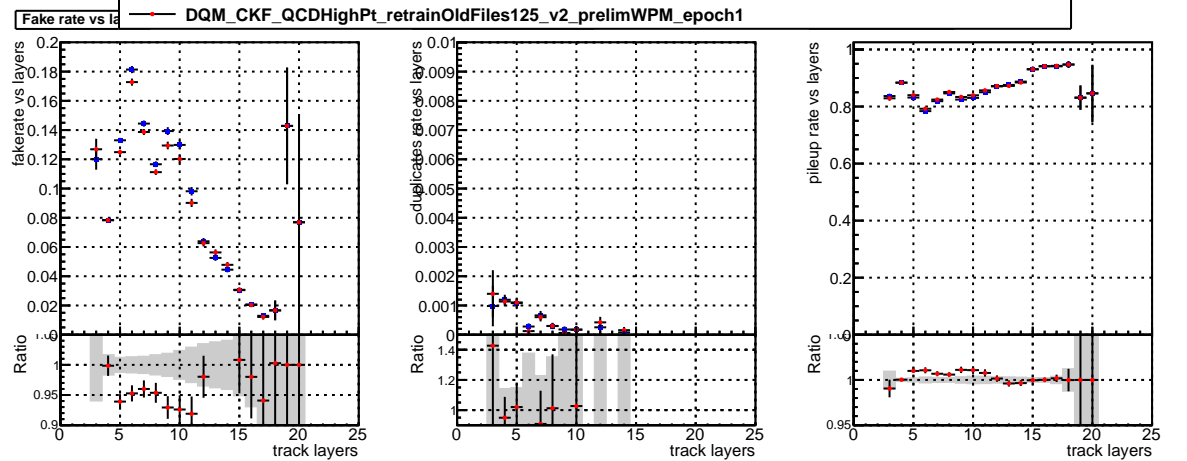 Fake rate vs la
DQM_CKF_QCDHighPt_retrainOldFiles125_v2_prelimWPM_epoch1
fakerate vs layers
0.2
0.18
0.16
0.14
0.12
0.1
0.08
0.06
0.04
0.02
0
Ratio
1
0.95
0.9
0 5 10 15 20 25
track layers
duplicates rate vs layers
0.01
0.009
0.008
0.007
0.006
0.005
0.004
0.003
0.002
0.001
0
Ratio
1.4
1.2
1
0 5 10 15 20 25
track layers
pileup rate vs layers
1
0.8
0.6
0.4
0.2
0
Ratio
1
0.95
0 5 10 15 20 25
track layers